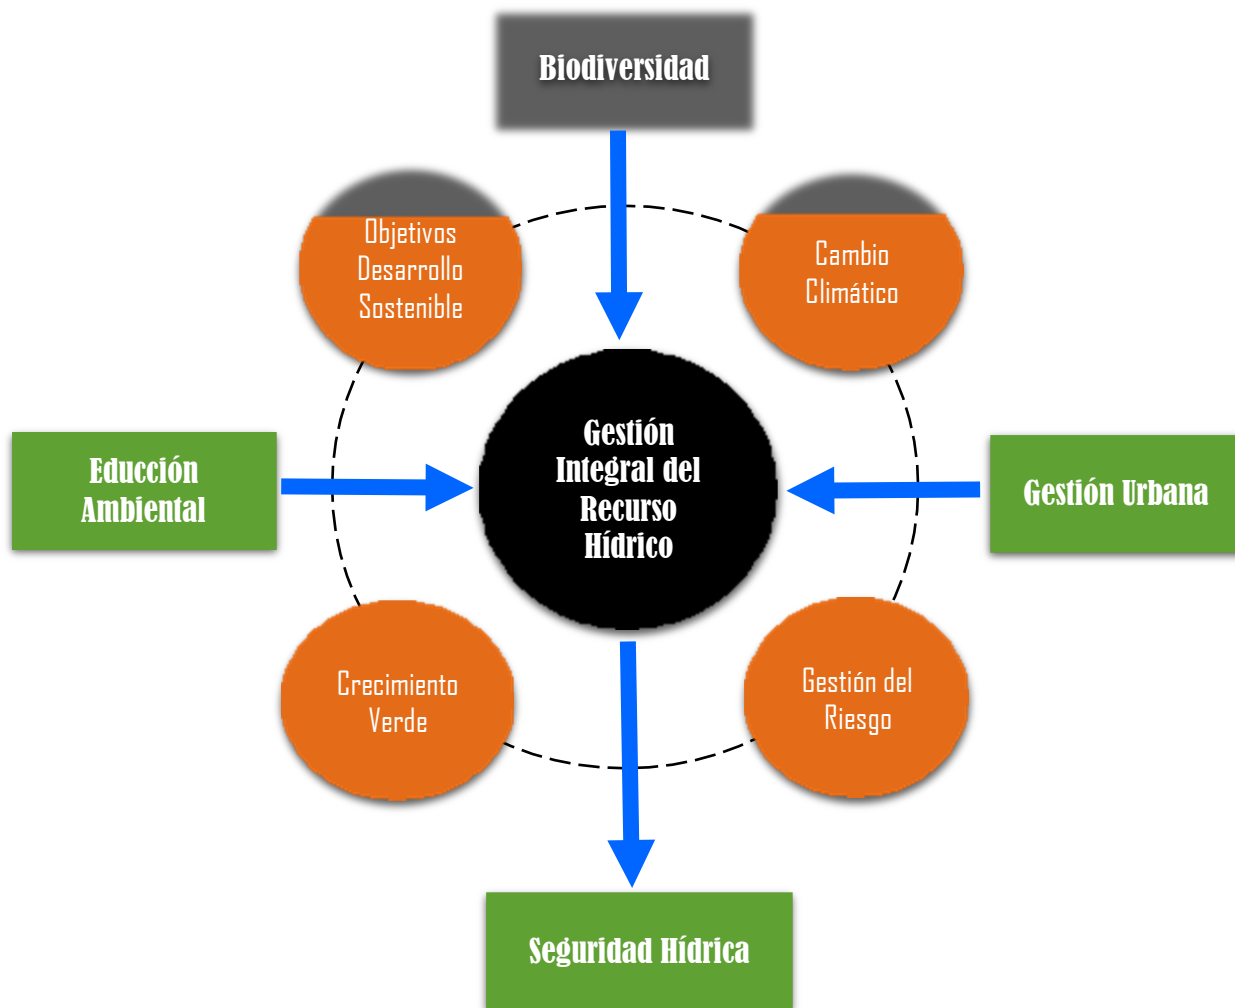 Biodiversidad
Objetivos
Desarrollo
Sostenible
Cambio
Climático
Educción
Ambiental
Gestión
Integral del
Recurso
Hídrico
Gestión Urbana
Crecimiento
Verde
Gestión del
Riesgo
Seguridad Hídrica